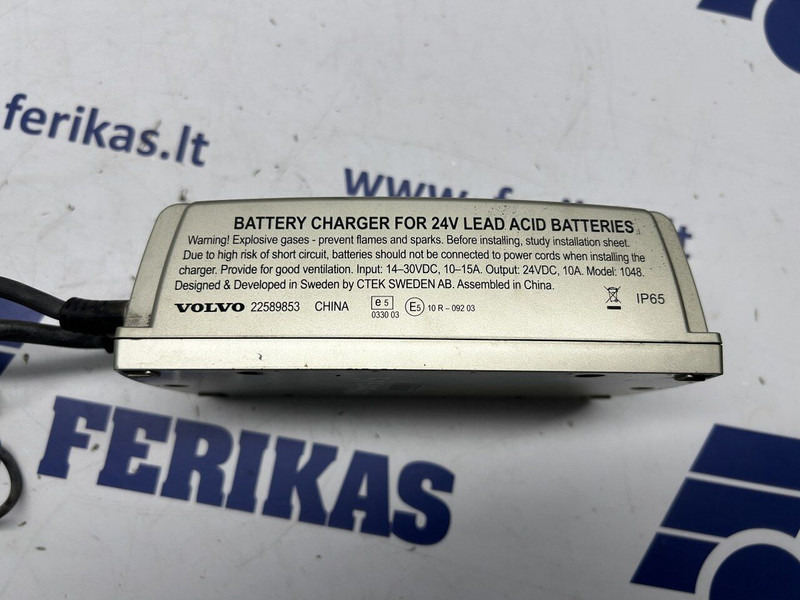 ferikas.lt
www.ferikas
BATTERY CHARGER FOR 24V LEAD ACID BATTERIES
Warning! Explosive gases - prevent flames and sparks. Before installing, study installation sheet.
Due to high risk of short circuit, batteries should not be connected to power cords when installing the
charger. Provide for good ventilation. Input: 14–30VDC, 10–15A. Output: 24VDC, 10A. Model: 1048.
Designed & Developed in Sweden by CTEK SWEDEN AB. Assembled in China.
VOLVO 22589853 CHINA e5 E5 10 R – 092 03 IP65
0330 03
FERIKAS